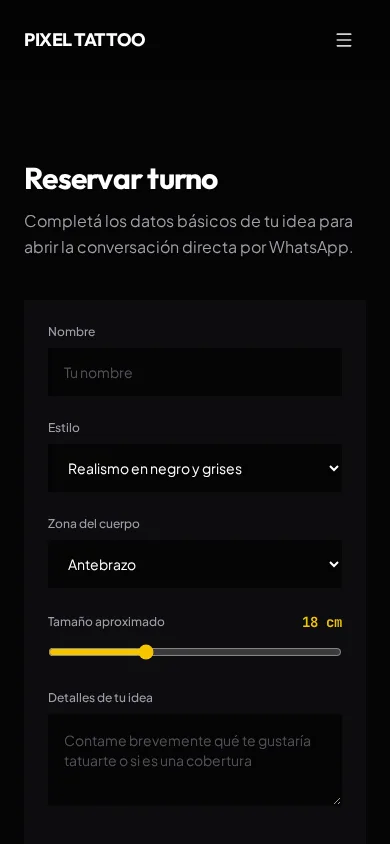 PIXEL TATTOO
Reservar turno
Completá los datos básicos de tu idea para
abrir la conversación directa por WhatsApp.
Nombre
Tu nombre
Estilo
Realismo en negro y grises
Zona del cuerpo
Antebrazo
Tamaño aproximado 18 cm
Detalles de tu idea
Contame brevemente qué te gustaría
tatuarte o si es una cobertura